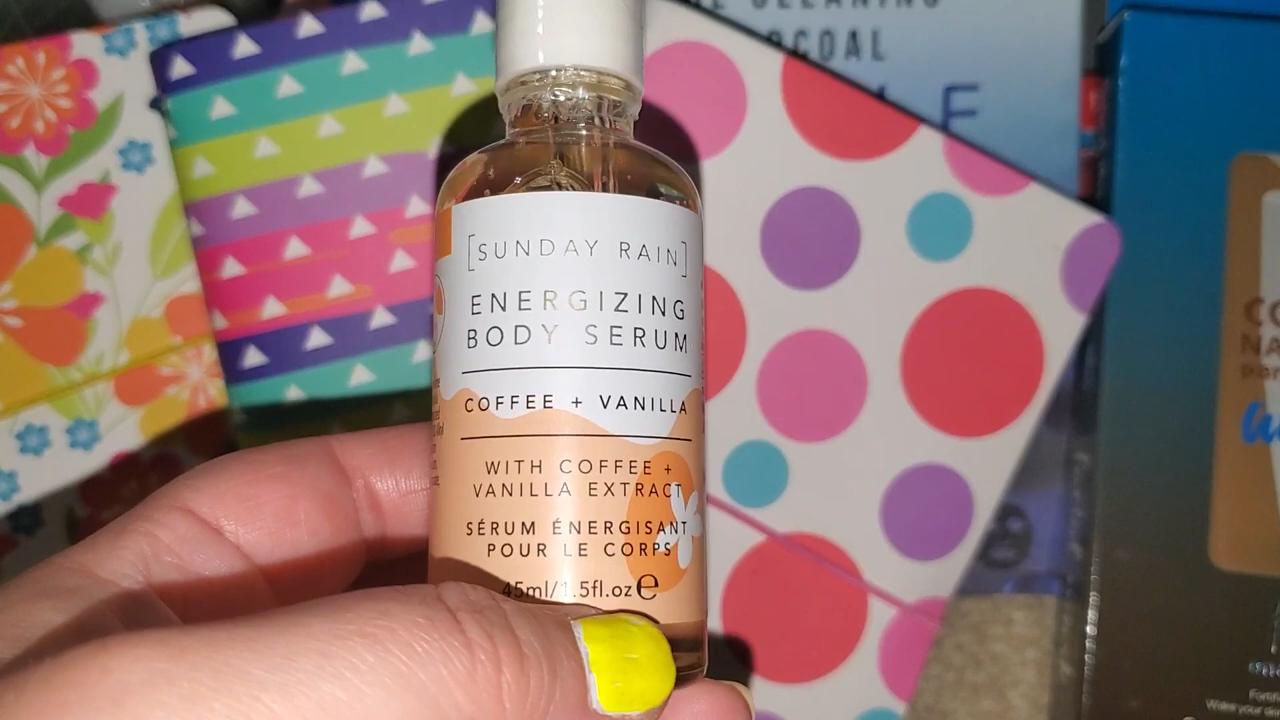 [SUNDAY RAIN]
ENERGIZING
BODY SERUM
COFFEE + VANILLA
WITH COFFEE +
VANILLA EXTRACT
SÉRUM ÉNERGISANT
POUR LE CORPS
45ml/1.5fl.oz e
CLEANING